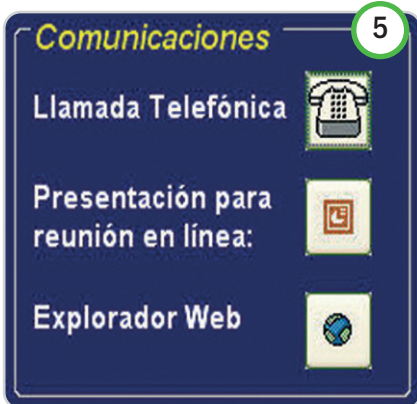 Comunicaciones
5
Llamada Telefónica
Presentación para
reunión en línea:
Explorador Web